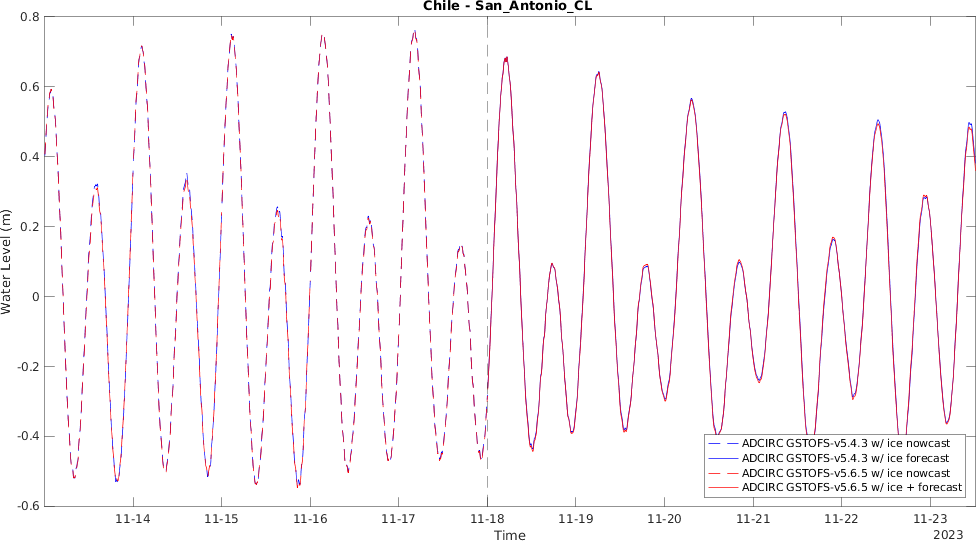 Chile - San_Antonio_CL
Water Level (m)
0.8
0.6
0.4
0.2
0
-0.2
-0.4
-0.6
ADCIRC GSTOFS-v5.4.3 w/ ice nowcast
ADCIRC GSTOFS-v5.4.3 w/ ice forecast
ADCIRC GSTOFS-v5.6.5 w/ ice nowcast
ADCIRC GSTOFS-v5.6.5 w/ ice + forecast
11-14 11-15 11-16 11-17 11-18 11-19 11-20 11-21 11-22 11-23
Time
2023